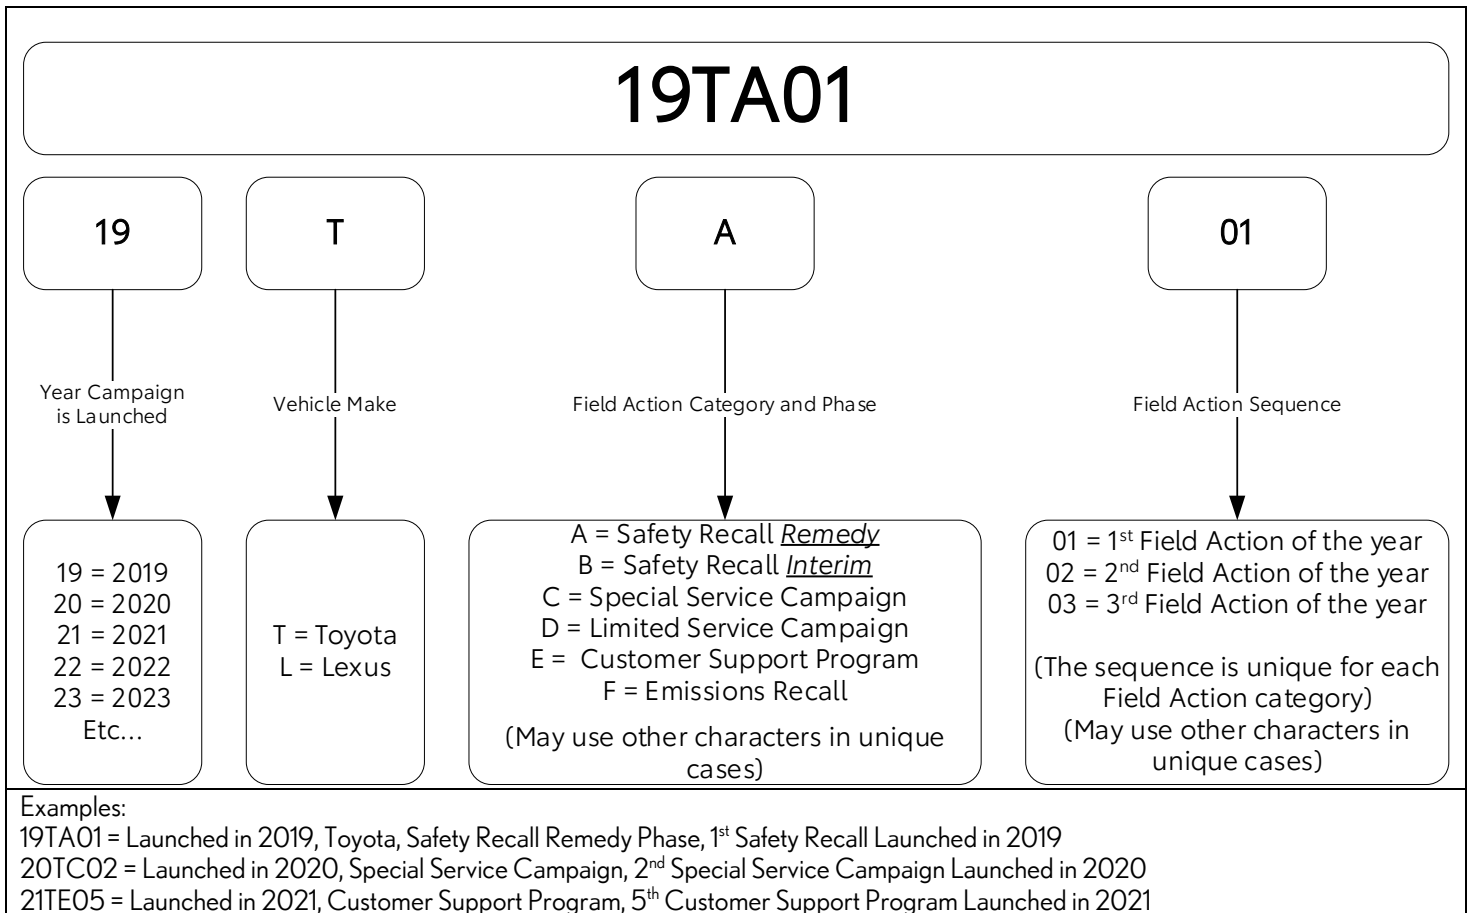 19TA01
19
T
A
01
Year Campaign
is Launched
Vehicle Make
Field Action Category and Phase
Field Action Sequence
19 = 2019
20 = 2020
21 = 2021
22 = 2022
23 = 2023
Etc...
T = Toyota
L = Lexus
A = Safety Recall Remedy
B = Safety Recall Interim
C = Special Service Campaign
D = Limited Service Campaign
E =  Customer Support Program
F = Emissions Recall
(May use other characters in unique
cases)
01 = 1st Field Action of the year
02 = 2nd Field Action of the year
03 = 3rd Field Action of the year
(The sequence is unique for each
Field Action category)
(May use other characters in
unique cases)
Examples:
19TA01 = Launched in 2019, Toyota, Safety Recall Remedy Phase, 1st Safety Recall Launched in 2019
20TC02 = Launched in 2020, Special Service Campaign, 2nd Special Service Campaign Launched in 2020
21TE05 = Launched in 2021, Customer Support Program, 5th Customer Support Program Launched in 2021